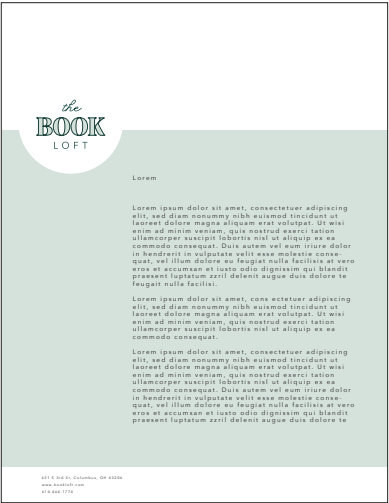 the
BOOK
LOFT
Lorem
Lorem ipsum dolor sit amet, consectetuer adipiscing
elit, sed diam nonummy nibh euismod tincidunt ut
laoreet dolore magna aliquam erat volutpat. Ut wisi
enim ad minim veniam, quis nostrud exerci tation
ullamcorper suscipit lobortis nisl ut aliquip ex ea
commodo consequat. Duis autem vel eum iriure dolor
in hendrerit in vulputate velit esse molestie conse-
quat, vel illum dolore eu feugiat nulla facilisis at vero
eros et accumsan et iusto odio dignissim qui blandit
praesent luptatum zzril delenit augue duis dolore te
feugait nulla facilisi.
Lorem ipsum dolor sit amet, cons ectetuer adipiscing
elit, sed diam nonummy nibh euismod tincidunt ut
laoreet dolore magna aliquam erat volutpat. Ut wisi
enim ad minim veniam, quis nostrud exerci tation
ullamcorper suscipit lobortis nisl ut aliquip ex ea
commodo consequat.
Lorem ipsum dolor sit amet, consectetuer adipiscing
elit, sed diam nonummy nibh euismod tincidunt ut
laoreet dolore magna aliquam erat volutpat. Ut wisi
enim ad minim veniam, quis nostrud exerci tation
ullamcorper suscipit lobortis nisl ut aliquip ex ea
commodo consequat. Duis autem vel eum iriure dolor
in hendrerit in vulputate velit esse molestie conse-
quat, vel illum dolore eu feugiat nulla facilisis at vero
eros et accumsan et iusto odio dignissim qui blandit
praesent luptatum zzril delenit augue duis dolore te
631 S 3rd St, Columbus, OH 43206
www.bookloft.com
614-464-1774